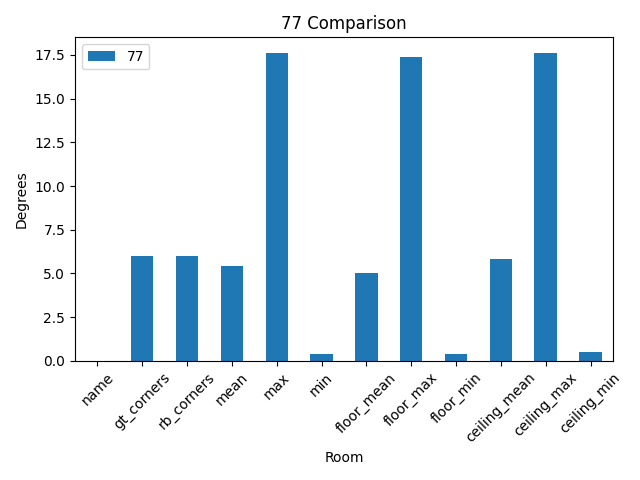 77 Comparison
77
17.5
15.0
12.5
10.0
7.5
5.0
2.5
0.0
Degrees
name
gt_corners
rb_corners
mean
max
min
floor_mean
floor_max
floor_min
ceiling_mean
ceiling_max
ceiling_min
Room